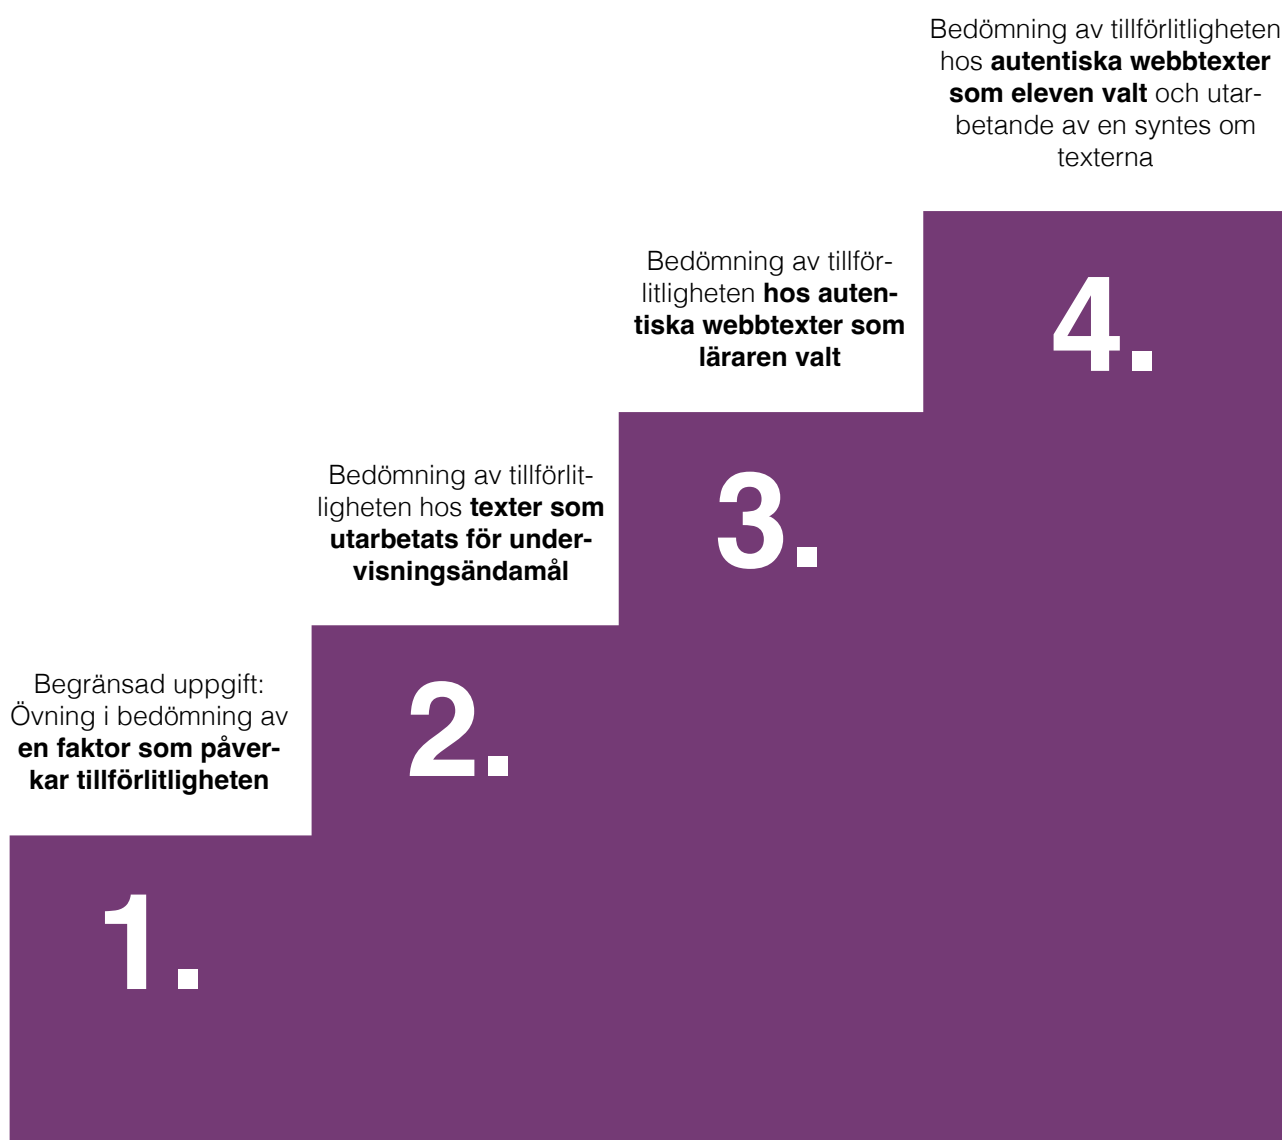 Bedömning av tillförlitligheten
hos autentiska webbtexter
som eleven valt och utar-
betande av en syntes om
texterna
4.
Bedömning av tillför-
litligheten hos auten-
tiska webbtexter som
läraren valt
3.
Bedömning av tillförlit-
ligheten hos texter som
utarbetats för under-
visningsändamål
2.
Begränsad uppgift:
Övning i bedömning av
en faktor som påver-
kar tillförlitligheten
1.